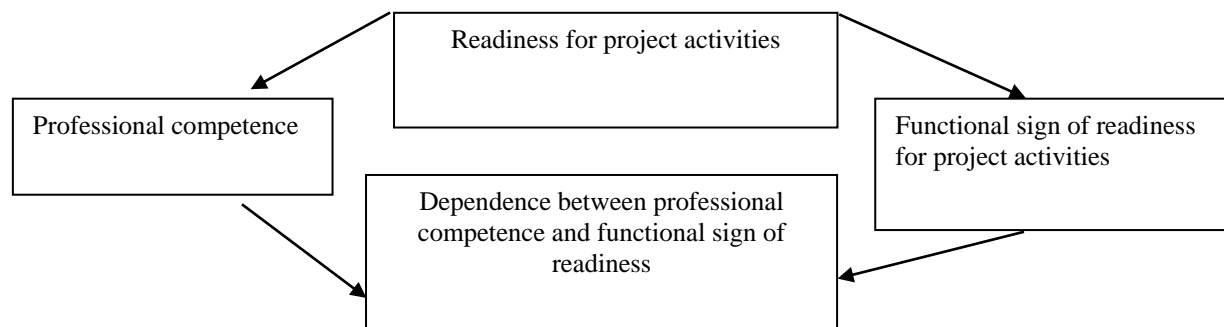 Readiness for project activities
Professional competence
Functional sign of readiness
for project activities
Dependence between professional
competence and functional sign of
readiness